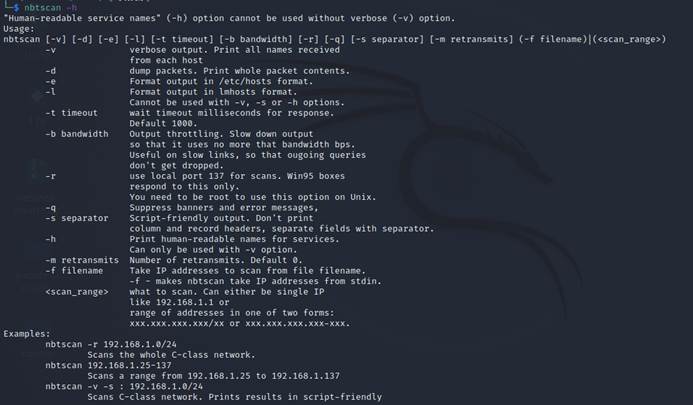 └─$ nbtscan -h
"Human-readable service names" (-h) option cannot be used without verbose (-v) option.
Usage:
nbtscan [-v] [-d] [-e] [-l] [-t timeout] [-b bandwidth] [-r] [-q] [-s separator] [-m retransmits] (-f filename)|(<scan_range>)
-v verbose output. Print all names received
from each host
-d dump packets. Print whole packet contents.
-e Format output in /etc/hosts format.
-l Format output in lmhosts format.
Cannot be used with -v, -s or -h options.
-t timeout wait timeout milliseconds for response.
Default 1000.
-b bandwidth Output throttling. Slow down output
so that it uses no more that bandwidth bps.
Useful on slow links, so that ougoing queries
don't get dropped.
-r use local port 137 for scans. Win95 boxes
respond to this only.
You need to be root to use this option on Unix.
-q Suppress banners and error messages,
-s separator Script-friendly output. Don't print
column and record headers, separate fields with separator.
-h Print human-readable names for services.
Can only be used with -v option.
-m retransmits Number of retransmits. Default 0.
-f filename Take IP addresses to scan from file filename.
-f - makes nbtscan take IP addresses from stdin.
<scan_range> what to scan. Can either be single IP
like 192.168.1.1 or
range of addresses in one of two forms:
xxx.xxx.xxx.xxx/xx or xxx.xxx.xxx.xxx-xxx.
Examples:
nbtscan -r 192.168.1.0/24
Scans the whole C-class network.
nbtscan 192.168.1.25-137
Scans a range from 192.168.1.25 to 192.168.1.137
nbtscan -v -s : 192.168.1.0/24
Scans C-class network. Prints results in script-friendly